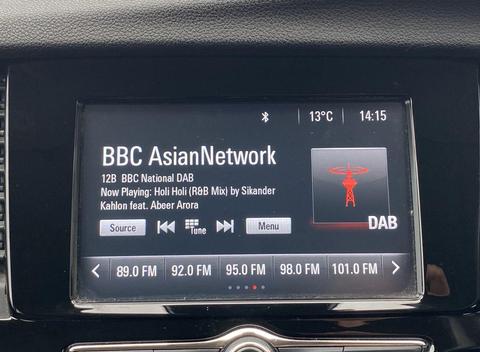 13°C 14:15
BBC AsianNetwork
12B BBC National DAB
Now Playing: Holi Holi (R&B Mix) by Sikander
Kahlon feat. Abeer Arora
DAB
Source Tune Menu
89.0 FM 92.0 FM 95.0 FM 98.0 FM 101.0 FM